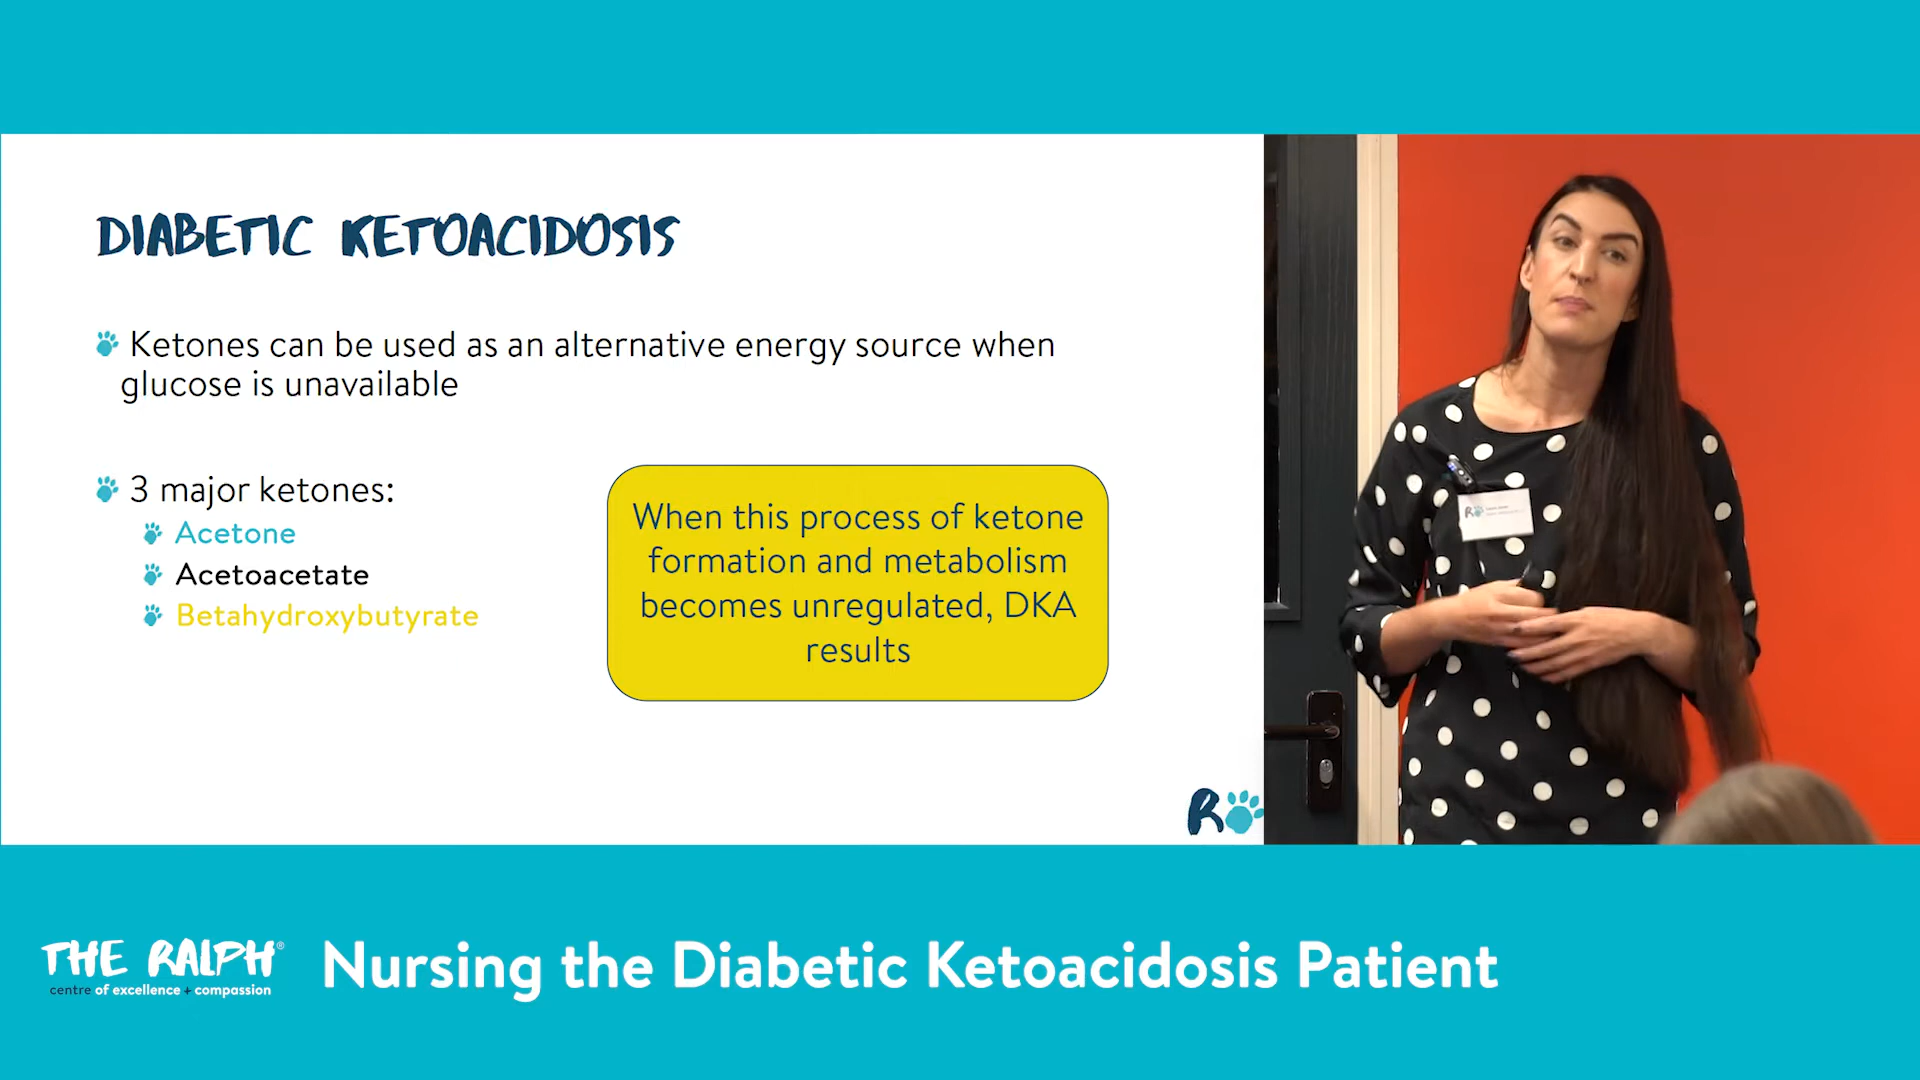 DIABETIC KETOACIDOSIS
Ketones can be used as an alternative energy source when
glucose is unavailable
3 major ketones:
Acetone
Acetoacetate
Betahydroxybutyrate
When this process of ketone
formation and metabolism
becomes unregulated, DKA
results
R
R
THE RALPH®
centre of excellence + compassion
Nursing the Diabetic Ketoacidosis Patient